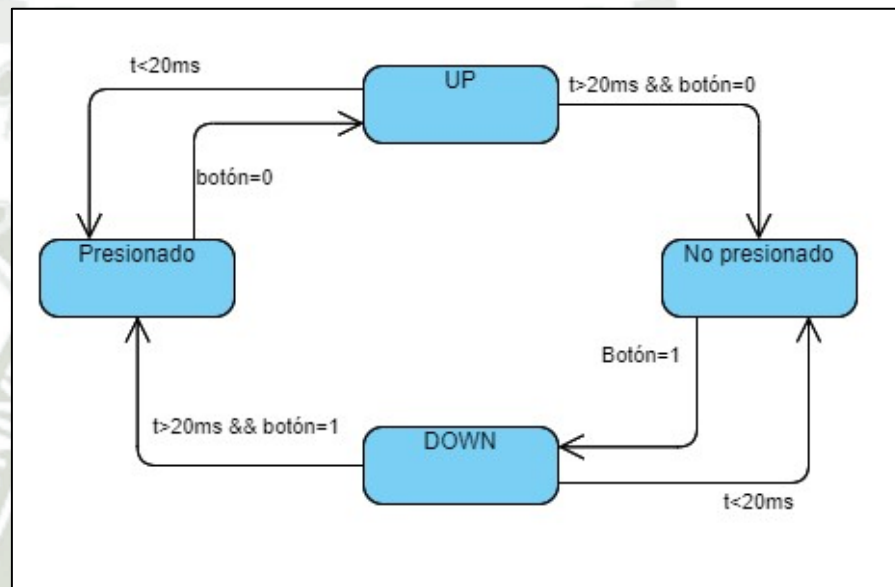 t<20ms
UP
t>20ms && botón=0
botón=0
Presionado
No presionado
Botón=1
t>20ms && botón=1
DOWN
t<20ms